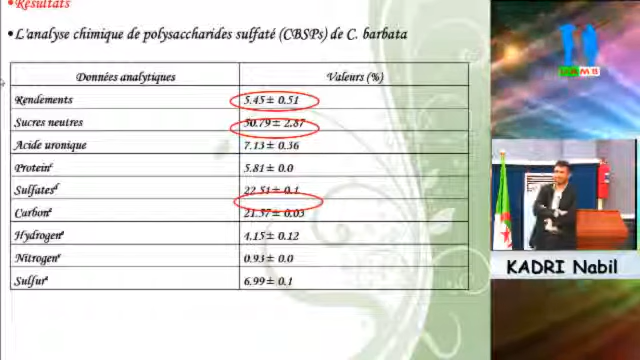 •Résultats
•L'analyse chimique de polysaccharides sulfaté (CBSPs) de C. barbata
Données analytiques Valeurs (%)
Rendements 5.45 ± 0.51
Sucres neutres 50.79 ± 2.87
Acide uronique 7.13 ± 0.36
Protein 5.81 ± 0.0
Sulfates 22.51 ± 0.1
Carbon 21.57 ± 0.03
Hydrogen 4.15 ± 0.12
Nitrogen 0.93 ± 0.0
Sulfur 6.99 ± 0.1
KADRI Nabil